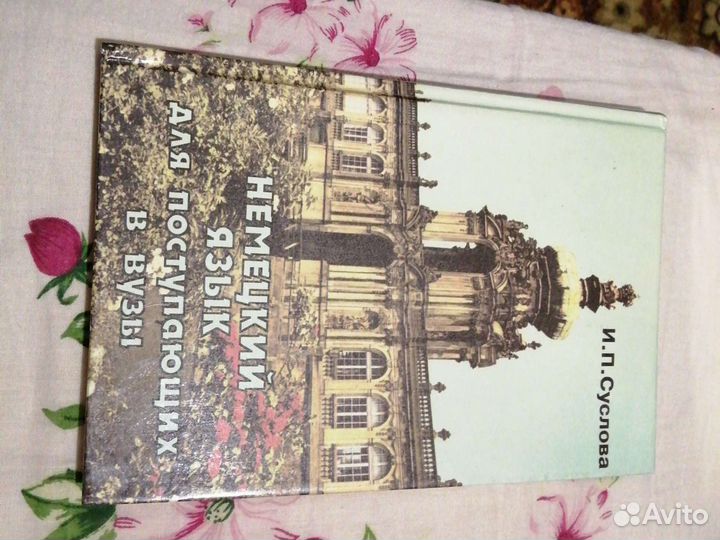 И.П.Суслова
НЕМЕЦКИЙ
ЯЗЫК
ДЛЯ ПОСТУПАЮЩИХ
В ВУЗЫ
Avito